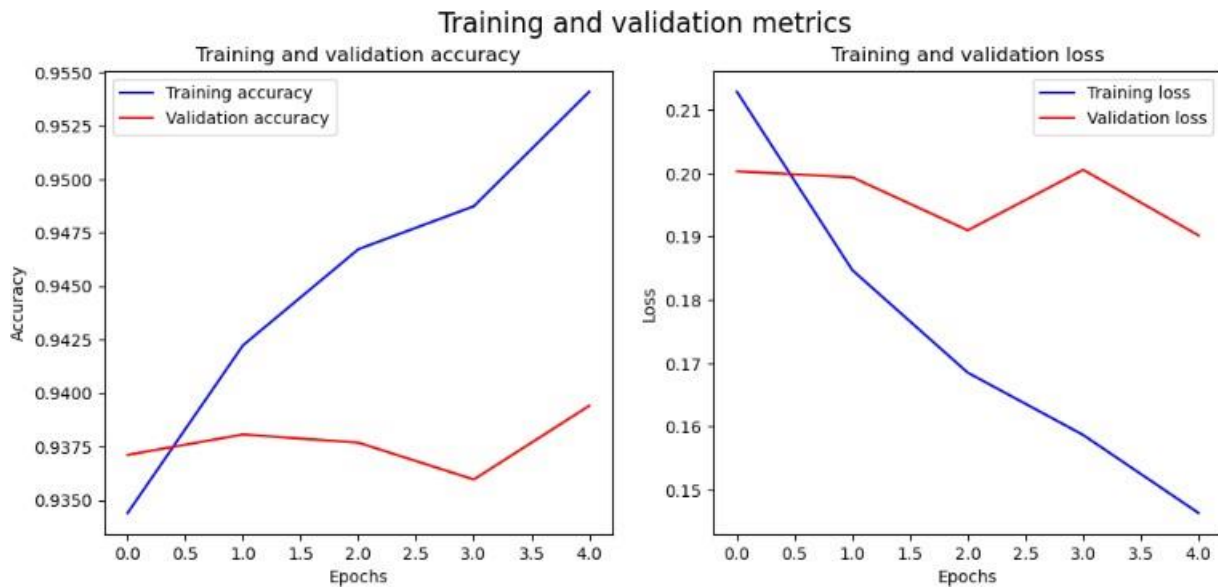 Training and validation metrics
Training and validation accuracy
0.9550
0.9525
0.9500
0.9475
0.9450
0.9425
0.9400
0.9375
0.9350
Accuracy
Training accuracy
Validation accuracy
0.0 0.5 1.0 1.5 2.0 2.5 3.0 3.5 4.0
Epochs
Training and validation loss
0.21
0.20
0.19
0.18
0.17
0.16
0.15
Loss
Training loss
Validation loss
0.0 0.5 1.0 1.5 2.0 2.5 3.0 3.5 4.0
Epochs